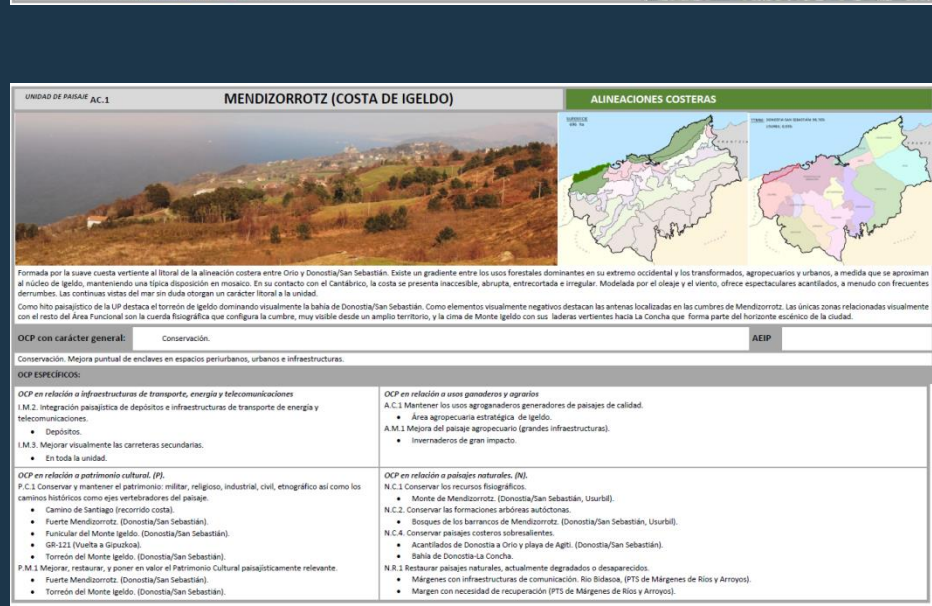 UNIDAD DE PAISAJE AC.1
MENDIZORROTZ (COSTA DE IGELDO)
ALINEACIONES COSTERAS
Formada por la suave cuesta vertiente al litoral de la alineación costera entre Orio y Donostia/San Sebastián. Existe un gradiente entre los usos forestales dominantes en su extremo occidental y los transformados, agropecuarios y urbanos, a medida que se aproximan
al núcleo de Igeldo, manteniendo una típica disposición en mosaico. En su contacto con el Cantábrico, la costa se presenta inaccesible, abrupta, entrecortada e irregular. Modelada por el oleaje y el viento, ofrece espectaculares acantilados, a menudo con frecuentes
derrumbes. Las continuas vistas del mar sin duda otorgan un carácter litoral a la unidad.
Como hito paisajístico de la UP destaca el torreón de Igeldo dominando visualmente la bahía de Donostia/San Sebastián. Como elementos visualmente negativos destacan las antenas localizadas en las cumbres de Mendizorrotz. Las únicas zonas relacionadas visualmente
con el resto del Área Funcional son la cuerda fisiográfica que configura la cumbre, muy visible desde un amplio territorio, y la cima de Monte Igeldo con sus laderas vertientes hacia La Concha que forma parte del horizonte escénico de la ciudad.
OCP con carácter general: Conservación. AEIP
Conservación. Mejora puntual de enclaves en espacios periurbanos, urbanos e infraestructuras.
OCP ESPECÍFICOS:
OCP en relación a infraestructuras de transporte, energía y telecomunicaciones
I.M.2. Integración paisajística de depósitos e infraestructuras de transporte de energía y
telecomunicaciones.
• Depósitos.
I.M.3. Mejorar visualmente las carreteras secundarias.
• En toda la unidad.
OCP en relación a usos ganaderos y agrarios
A.C.1 Mantener los usos agroganaderos generadores de paisajes de calidad.
• Área agropecuaria estratégica de Igeldo.
A.M.1 Mejora del paisaje agropecuario (grandes infraestructuras).
• Invernaderos de gran impacto.
OCP en relación a patrimonio cultural. (P).
P.C.1 Conservar y mantener el patrimonio: militar, religioso, industrial, civil, etnográfico así como los
caminos históricos como ejes vertebradores del paisaje.
• Camino de Santiago (recorrido costa).
• Fuerte Mendizorrotz. (Donostia/San Sebastián).
• Funicular del Monte Igeldo. (Donostia/San Sebastián).
• GR-121 (Vuelta a Gipuzkoa).
• Torreón del Monte Igeldo. (Donostia/San Sebastián).
P.M.1 Mejorar, restaurar, y poner en valor el Patrimonio Cultural paisajísticamente relevante.
• Fuerte Mendizorrotz. (Donostia/San Sebastián).
• Torreón del Monte Igeldo. (Donostia/San Sebastián).
OCP en relación a paisajes naturales. (N).
N.C.1 Conservar los recursos fisiográficos.
• Monte de Mendizorrotz. (Donostia/San Sebastián, Usurbil).
N.C.2. Conservar las formaciones arbóreas autóctonas.
• Bosques de los barrancos de Mendizorrotz. (Donostia/San Sebastián, Usurbil).
N.C.4. Conservar paisajes costeros sobresalientes.
• Acantilados de Donostia a Orio y playa de Agiti. (Donostia/San Sebastián).
• Bahía de Donostia-La Concha.
N.R.1 Restaurar paisajes naturales, actualmente degradados o desaparecidos.
• Márgenes con infraestructuras de comunicación. Rio Bidasoa, (PTS de Márgenes de Ríos y Arroyos).
• Margen con necesidad de recuperación (PTS de Márgenes de Ríos y Arroyos).